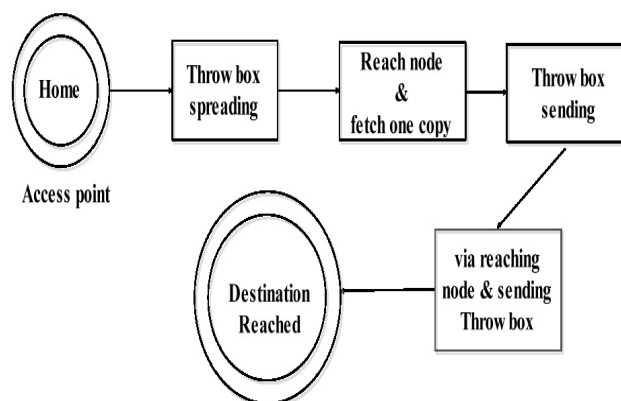 Home
Access point
Throw box
spreading
Reach node
&
fetch one copy
Throw box
sending
via reaching
node & sending
Throw box
Destination
Reached